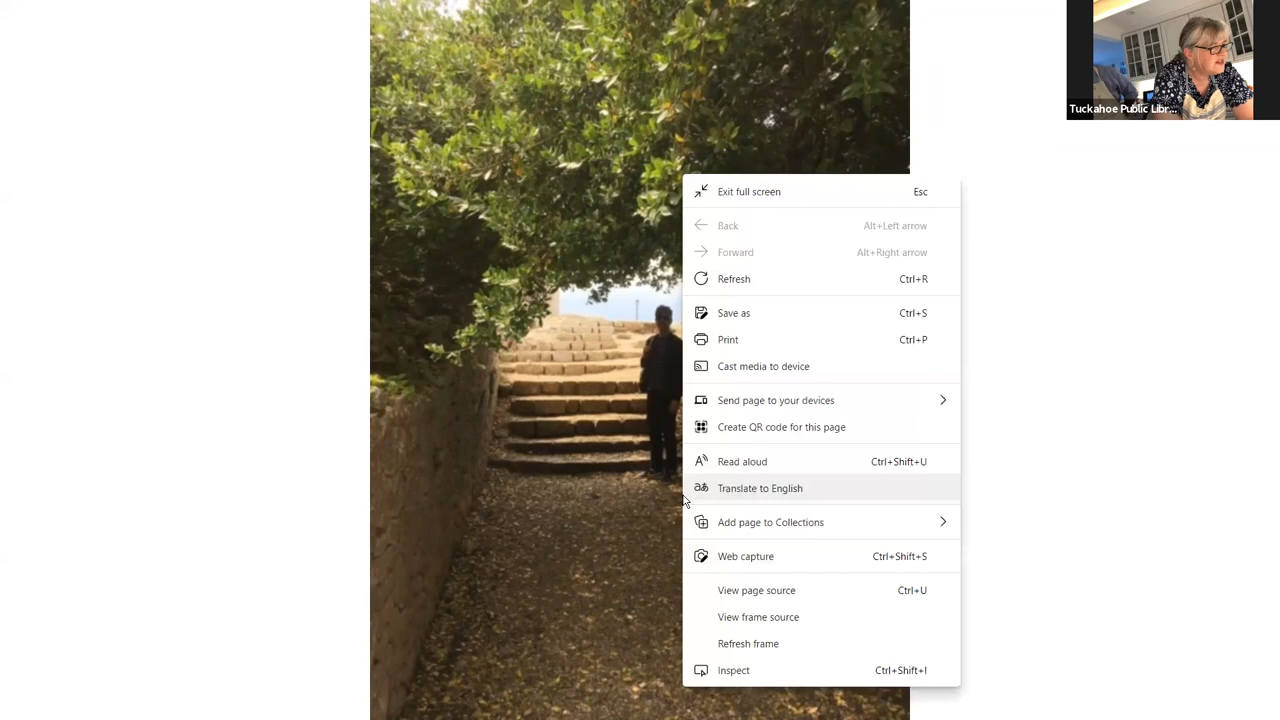 Tuckahoe Public Libr...
Exit full screen Esc
Back Alt+Left arrow
Forward Alt+Right arrow
Refresh Ctrl+R
Save as Ctrl+S
Print Ctrl+P
Cast media to device
Send page to your devices
Create QR code for this page
Read aloud Ctrl+Shift+U
Translate to English
Add page to Collections
Web capture Ctrl+Shift+S
View page source Ctrl+U
View frame source
Refresh frame
Inspect Ctrl+Shift+I